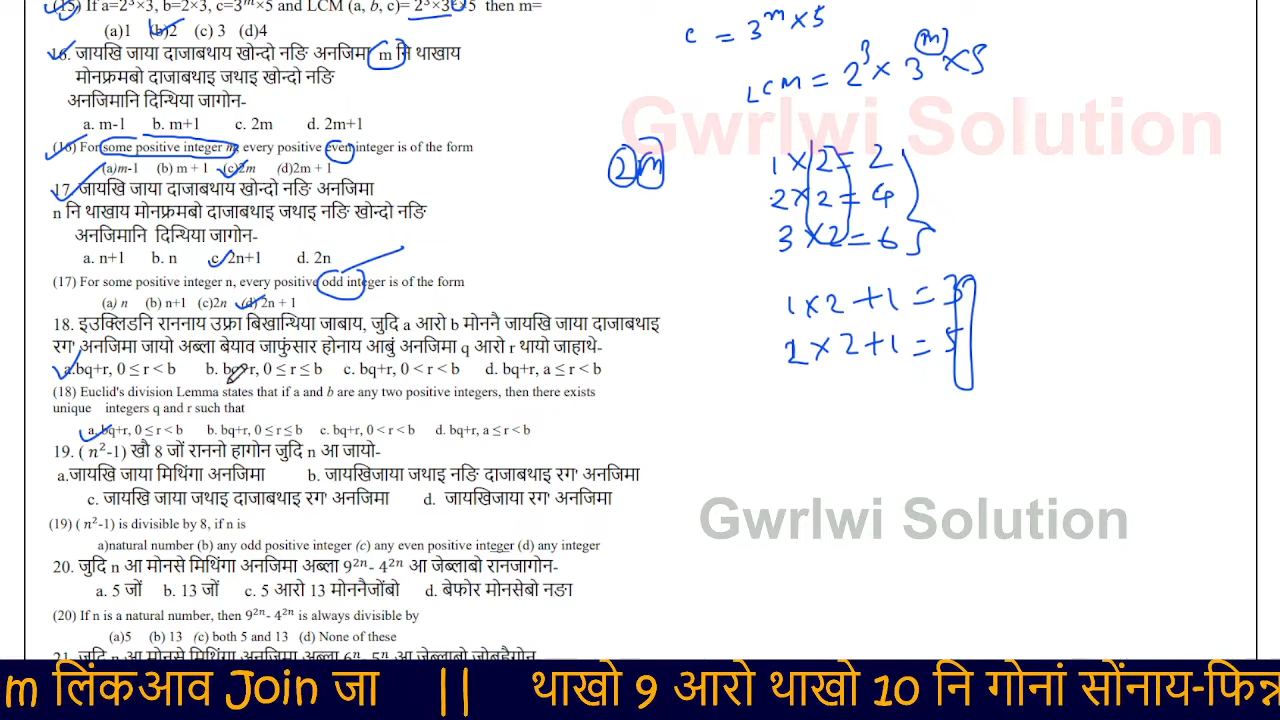 (15) If a=2³×3, b=2×3, c=3ᵐ×5 and LCM (a, b, c)= 2³×3²×5 then m=
(a)1 (b)2 (c) 3 (d)4
16. जायखि जाया दाजाबथाय खोन्दो नङि अनजिमा m नि थाखाय
मोनफ्रमबो दाजाबथाइ जथाइ खोन्दो नङि
अनजिमानि दिन्थिया जागोन-
a. m-1 b. m+1 c. 2m d. 2m+1
(16) For some positive integer m, every positive even integer is of the form
(a)m-1 (b) m + 1 (c)2m (d)2m + 1
17. जायखि जाया दाजाबथाय खोन्दो नङि अनजिमा
n नि थाखाय मोनफ्रमबो दाजाबथाइ जथाइ नङि खोन्दो नङि
अनजिमानि दिन्थिया जागोन-
a. n+1 b. n c. 2n+1 d. 2n
(17) For some positive integer n, every positive odd integer is of the form
(a) n (b) n+1 (c)2n (d) 2n + 1
18. इउक्लिडनि राननाय उफ्रा बिखान्थिया जाबाय, जुदि a आरो b मोननै जायखि जाया दाजाबथाइ
रग' अनजिमा जायो अब्ला बेयाव जाफुंसार होनाय आबुं अनजिमा q आरो r थायो जाहाथे-
a.bq+r, 0 ≤ r < b b. bq+r, 0 ≤ r ≤ b c. bq+r, 0 < r < b d. bq+r, a ≤ r < b
(18) Euclid's division Lemma states that if a and b are any two positive integers, then there exists
unique integers q and r such that
a. bq+r, 0 ≤ r < b b. bq+r, 0 ≤ r ≤ b c. bq+r, 0 < r < b d. bq+r, a ≤ r < b
19. ( n²-1) खौ 8 जों राननो हागोन जुदि n आ जायो-
a.जायखि जाया मिथिंगा अनजिमा b. जायखिजाया जथाइ नङि दाजाबथाइ रग' अनजिमा
c. जायखि जाया जथाइ दाजाबथाइ रग' अनजिमा d. जायखिजाया रग' अनजिमा
(19) ( n²-1) is divisible by 8, if n is
a)natural number (b) any odd positive integer (c) any even positive integer (d) any integer
20. जुदि n आ मोनसे मिथिंगा अनजिमा अब्ला 9²ⁿ- 4²ⁿ आ जेब्लाबो रानजागोन-
a. 5 जों b. 13 जों c. 5 आरो 13 मोननैजोंबो d. बेफोर मोनसेबो नङा
(20) If n is a natural number, then 9²ⁿ- 4²ⁿ is always divisible by
(a)5 (b) 13 (c) both 5 and 13 (d) None of these
21. जुदि n आ मोनसे मिथिंगा अनजिमा अब्ला 6ⁿ- 5ⁿ आ जेब्लाबो जोबहैगोन
c = 3ᵐ × 5
LCM = 2³ × 3ᵐ × 5
Gwrlwi Solution
2m
1 × 2 = 2
2 × 2 = 4
3 × 2 = 6
1 × 2 + 1 = 3
2 × 2 + 1 = 5
Gwrlwi Solution
m लिंकआव Join जा || थाखो 9 आरो थाखो 10 नि गोनां सोंनाय-फिन्न